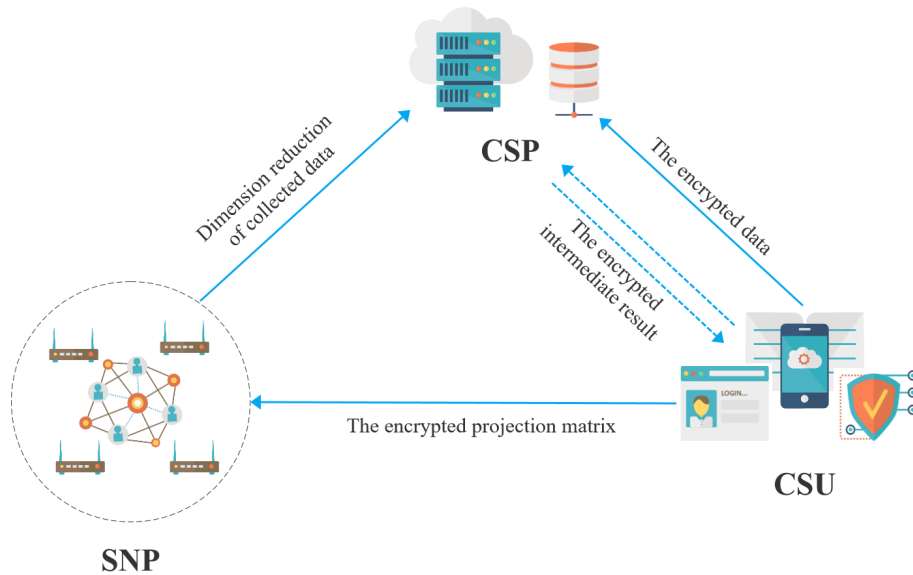 CSP
Dimension reduction
of collected data
The encrypted data
The encrypted
intermediate result
LOGIN...
The encrypted projection matrix
CSU
SNP